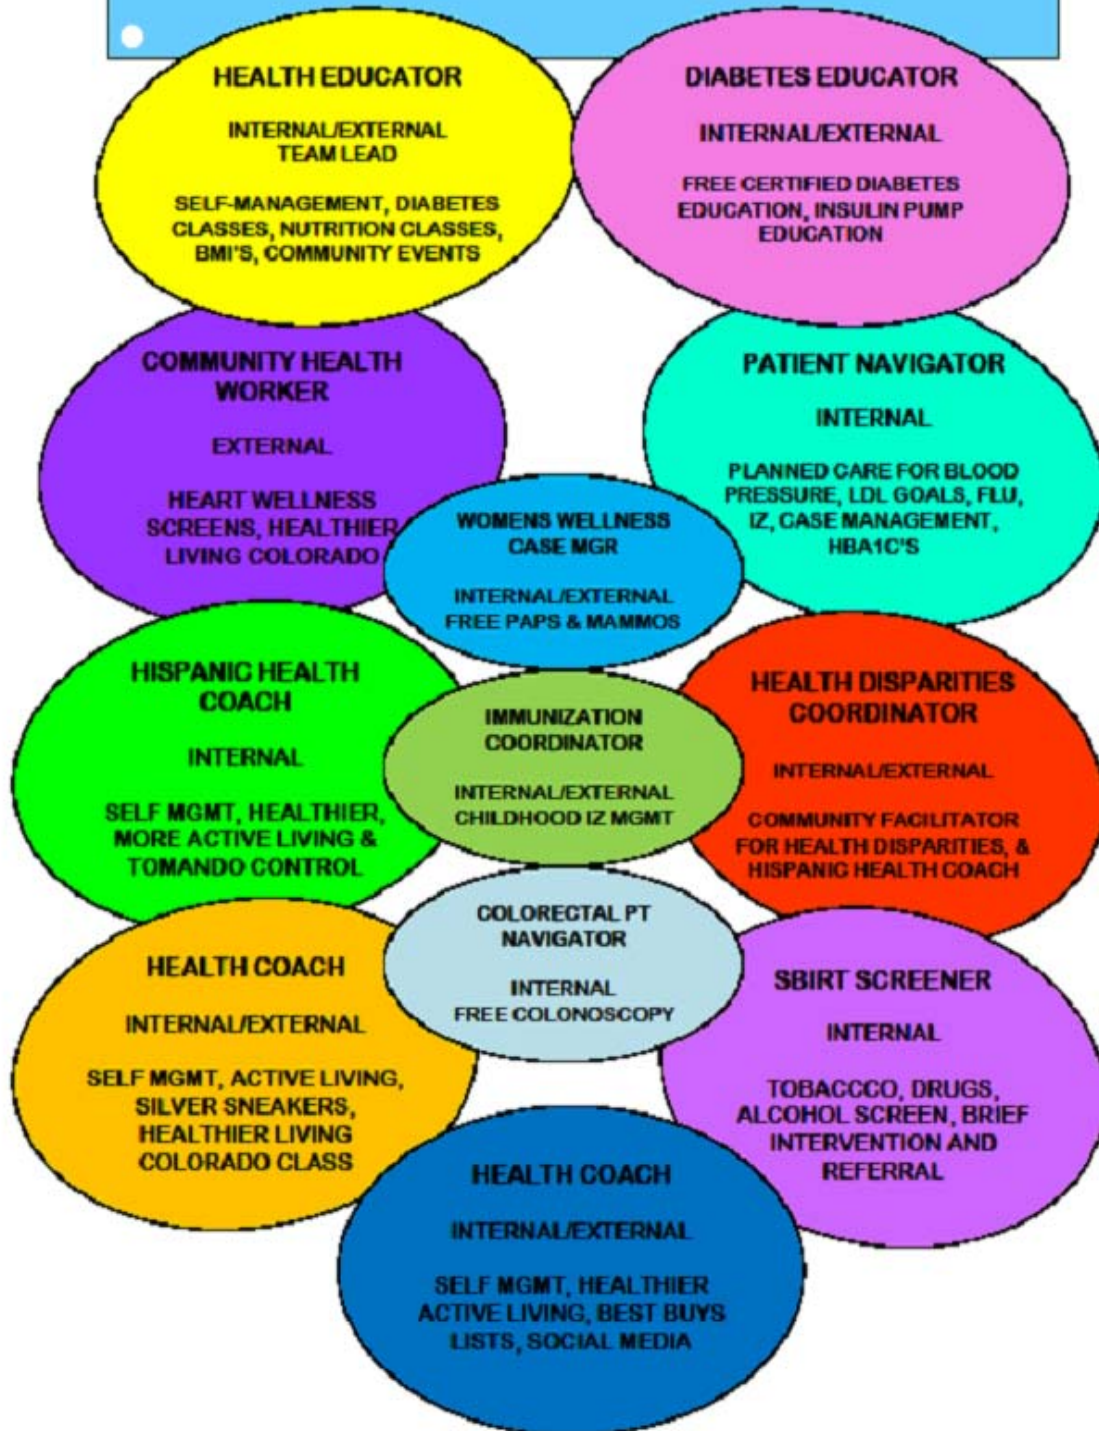 HEALTH EDUCATOR
INTERNAL/EXTERNAL
TEAM LEAD
SELF-MANAGEMENT, DIABETES
CLASSES, NUTRITION CLASSES,
BMI'S, COMMUNITY EVENTS
DIABETES EDUCATOR
INTERNAL/EXTERNAL
FREE CERTIFIED DIABETES
EDUCATION, INSULIN PUMP
EDUCATION
COMMUNITY HEALTH
WORKER
EXTERNAL
HEART WELLNESS
SCREENS, HEALTHIER
LIVING COLORADO
PATIENT NAVIGATOR
INTERNAL
PLANNED CARE FOR BLOOD
PRESSURE, LDL GOALS, FLU,
IZ, CASE MANAGEMENT,
HBA1C'S
WOMENS WELLNESS
CASE MGR
INTERNAL/EXTERNAL
FREE PAPS & MAMMOS
HISPANIC HEALTH
COACH
INTERNAL
SELF MGMT, HEALTHIER,
MORE ACTIVE LIVING &
TOMANDO CONTROL
IMMUNIZATION
COORDINATOR
INTERNAL/EXTERNAL
CHILDHOOD IZ MGMT
HEALTH DISPARITIES
COORDINATOR
INTERNAL/EXTERNAL
COMMUNITY FACILITATOR
FOR HEALTH DISPARITIES, &
HISPANIC HEALTH COACH
COLORECTAL PT
NAVIGATOR
INTERNAL
FREE COLONOSCOPY
HEALTH COACH
INTERNAL/EXTERNAL
SELF MGMT, ACTIVE LIVING,
SILVER SNEAKERS,
HEALTHIER LIVING
COLORADO CLASS
SBIRT SCREENER
INTERNAL
TOBACCCO, DRUGS,
ALCOHOL SCREEN, BRIEF
INTERVENTION AND
REFERRAL
HEALTH COACH
INTERNAL/EXTERNAL
SELF MGMT, HEALTHIER
ACTIVE LIVING, BEST BUYS
LISTS, SOCIAL MEDIA